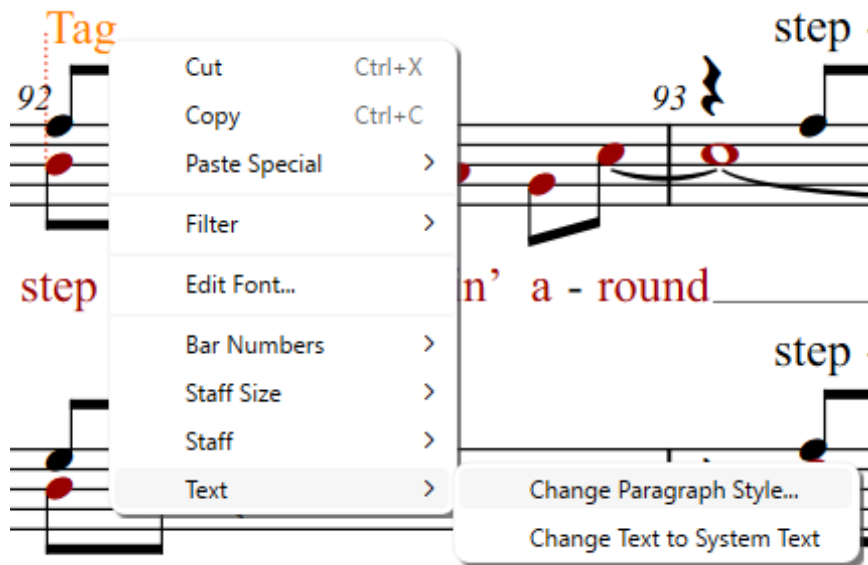 Tag
step
92
Cut Ctrl+X
93
Copy Ctrl+C
Paste Special
Filter
step in’ a - round
Edit Font...
Bar Numbers
step
Staff Size
Staff
Text
Change Paragraph Style...
Change Text to System Text